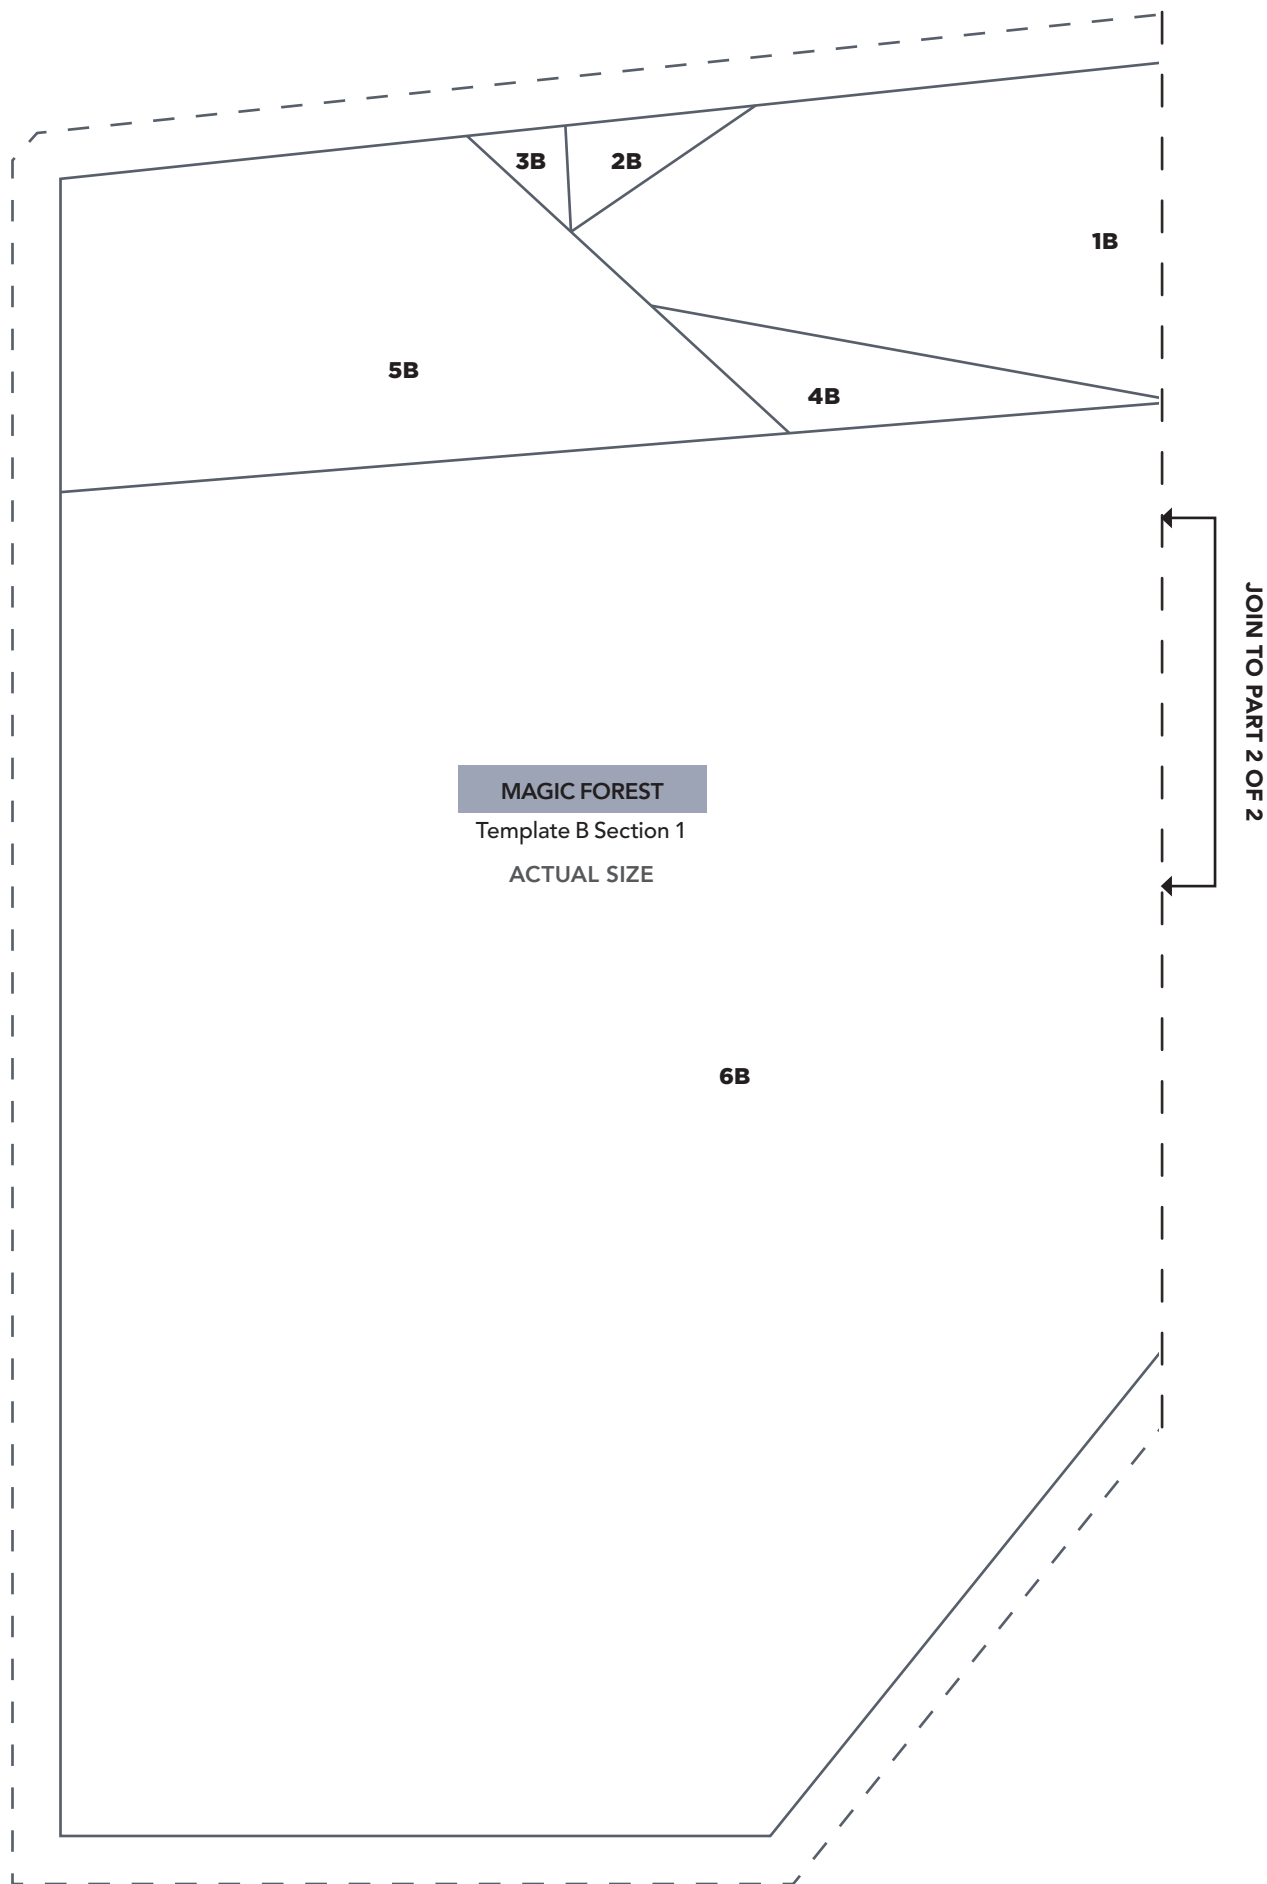 3B
2B
1B
5B
4B
JOIN TO PART 2 OF 2
MAGIC FOREST
Template B Section 1
ACTUAL SIZE
6B